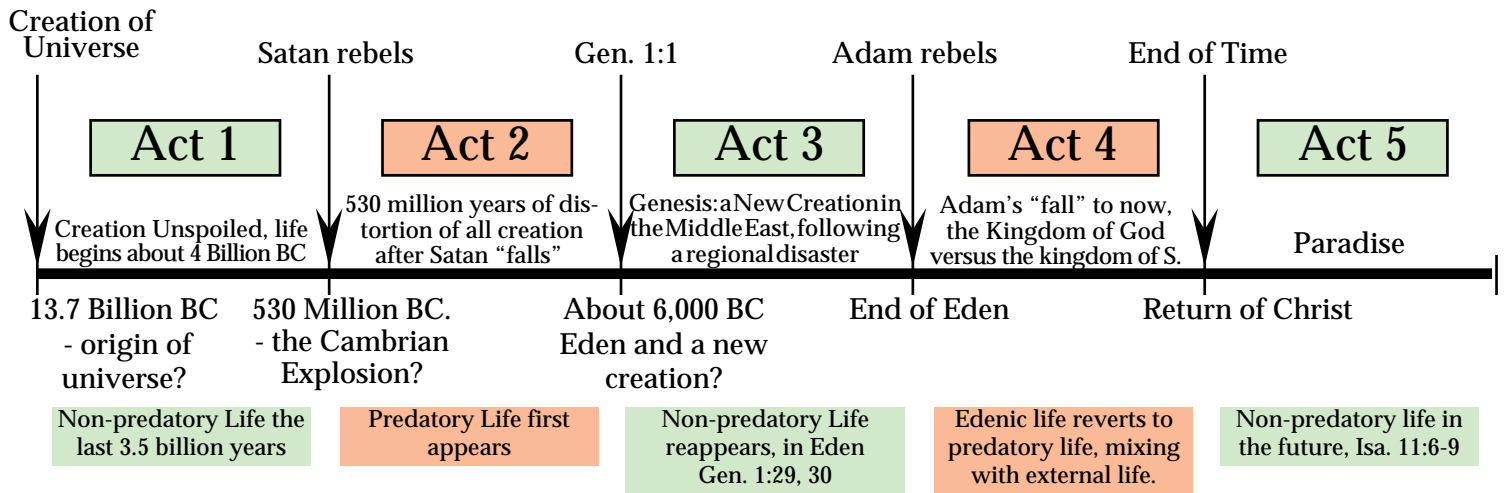 Creation of
Universe
Satan rebels
Gen. 1:1
Adam rebels
End of Time
Act 1
Act 2
Act 3
Act 4
Act 5
Creation Unspoiled, life
begins about 4 Billion BC
530 million years of dis-
tortion of all creation
after Satan “falls”
Genesis: a New Creation in
the Middle East, following
a regional disaster
Adam’s “fall” to now,
the Kingdom of God
versus the kingdom of S.
Paradise
13.7 Billion BC
- origin of
universe?
530 Million BC.
- the Cambrian
Explosion?
About 6,000 BC
Eden and a new
creation?
End of Eden
Return of Christ
Non-predatory Life the
last 3.5 billion years
Predatory Life first
appears
Non-predatory Life
reappears, in Eden
Gen. 1:29, 30
Edenic life reverts to
predatory life, mixing
with external life.
Non-predatory life in
the future, Isa. 11:6-9